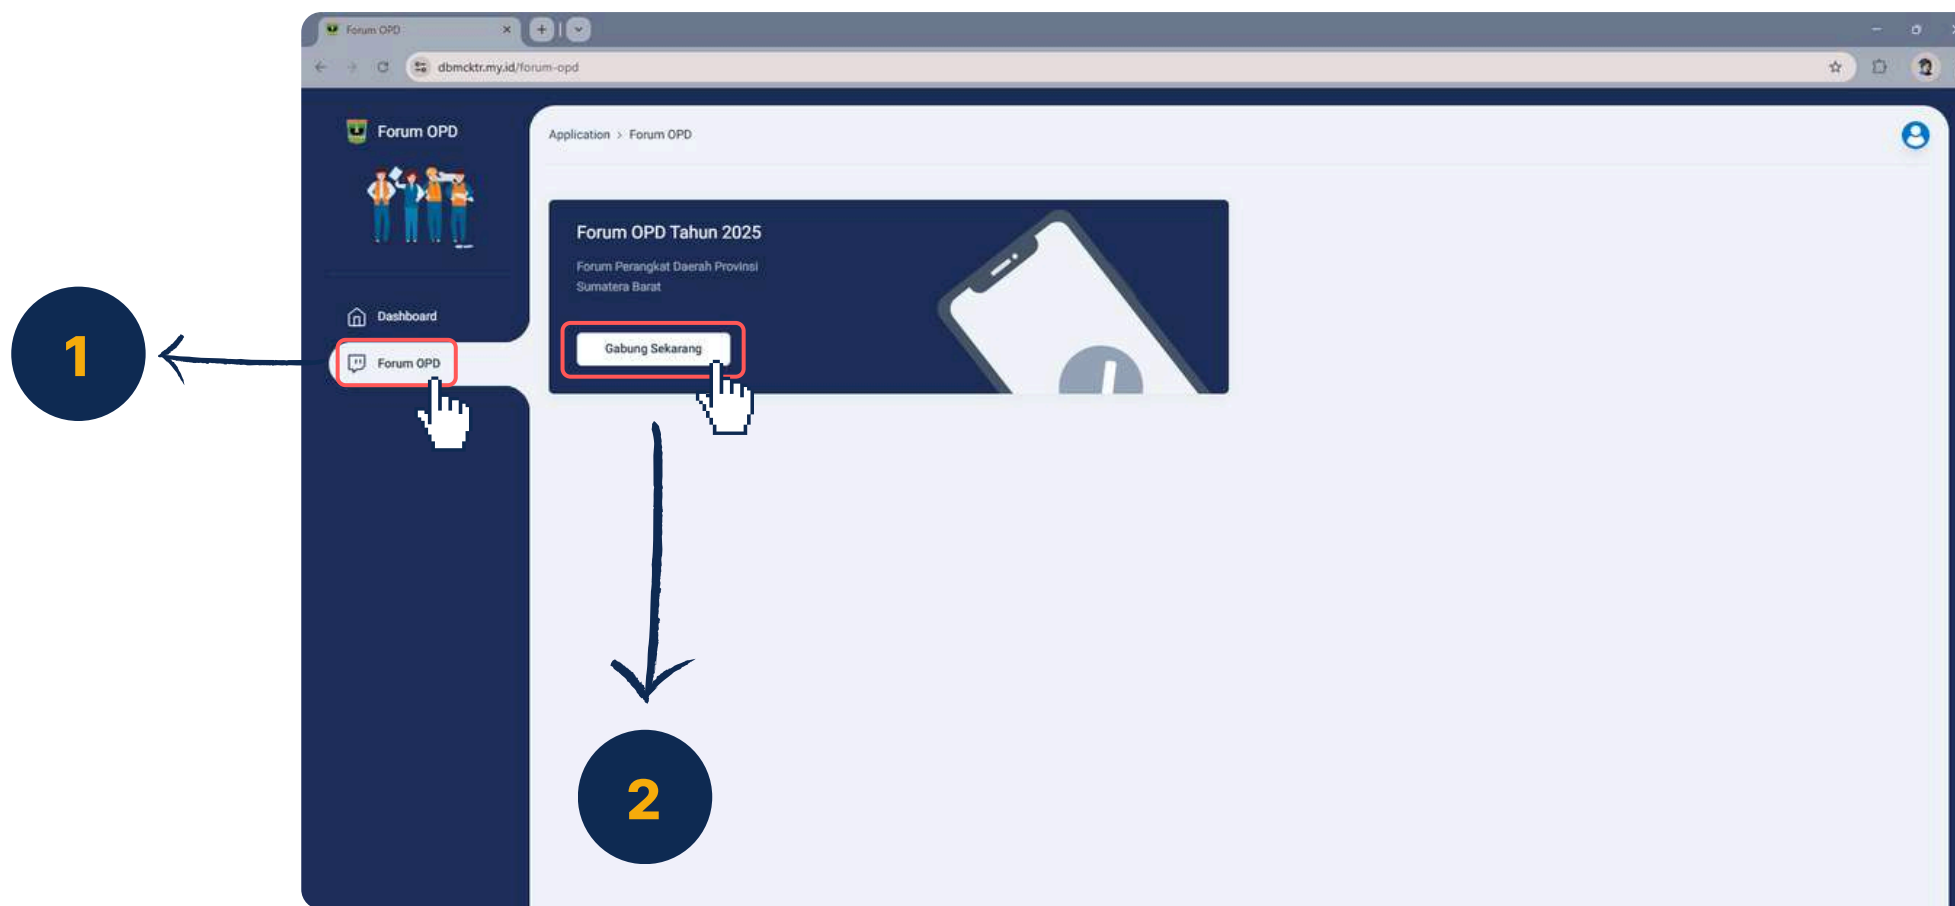 Forum OPD
dbmcktr.my.id/forum-opd
Forum OPD
Application > Forum OPD
Forum OPD Tahun 2025
Forum Perangkat Daerah Provinsi
Sumatera Barat
Dashboard
Gabung Sekarang
Forum OPD
1
2